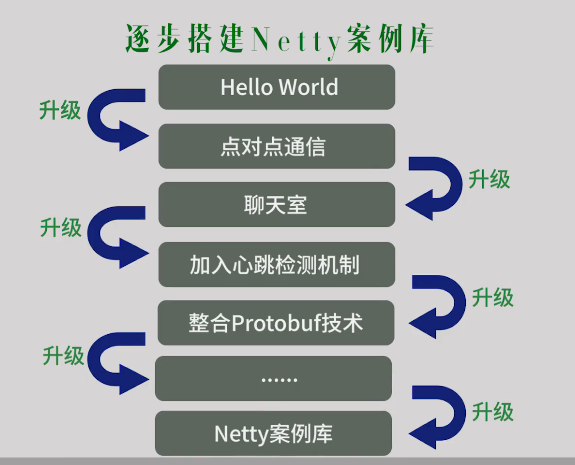 逐步搭建Netty案例库
Hello World
升级
点对点通信
升级
聊天室
升级
加入心跳检测机制
升级
整合Protobuf技术
升级
······
升级
Netty案例库